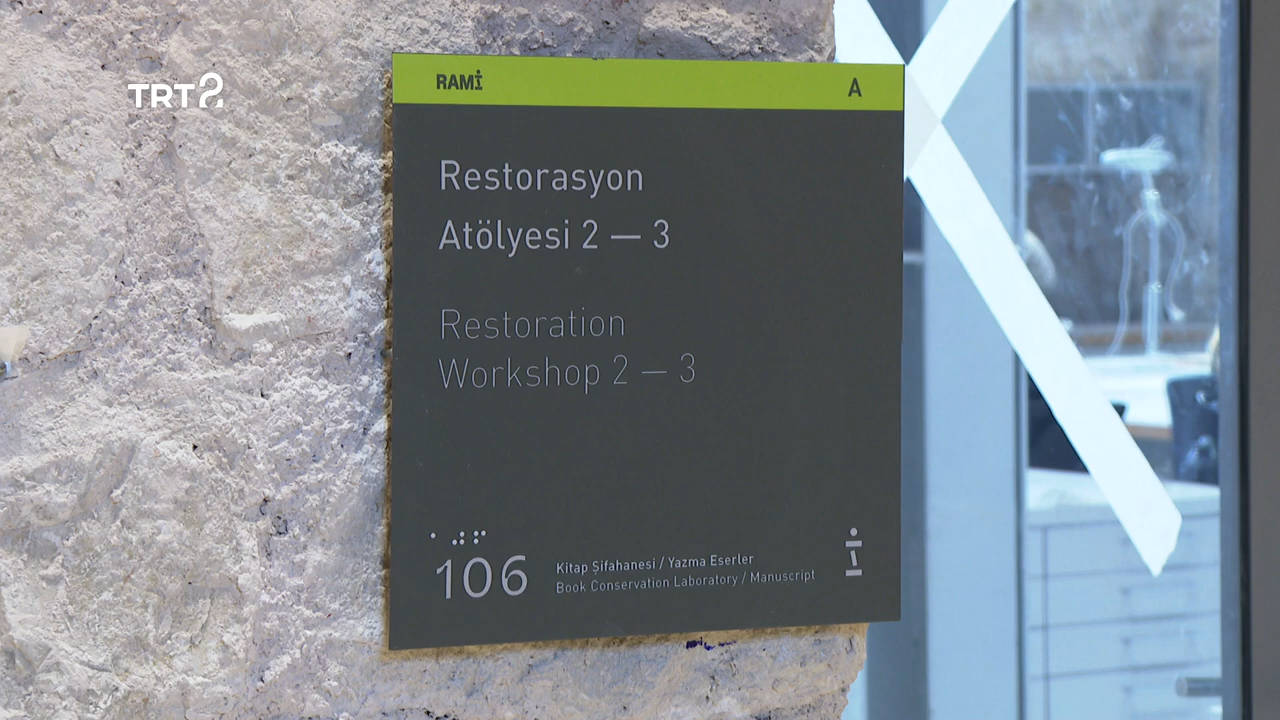 TRT2
RAMİ
A
Restorasyon
Atölyesi 2 — 3
Restoration
Workshop 2 — 3
106
Kitap Şifahanesi / Yazma Eserler
Book Conservation Laboratory / Manuscript